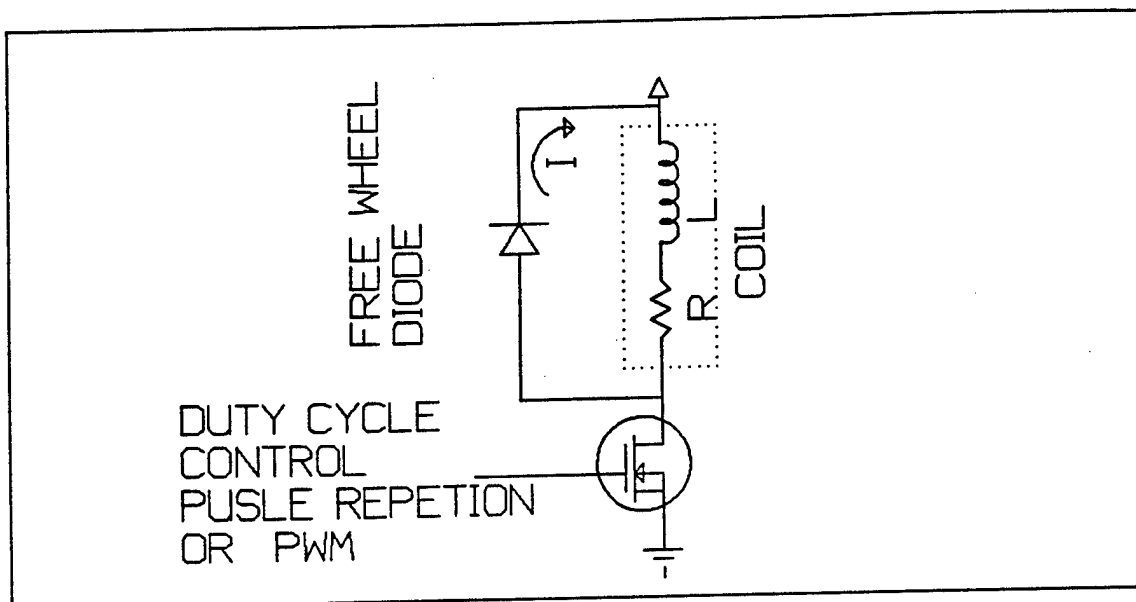 FREE WHEEL
DIODE
I
L
R
COIL
DUTY CYCLE
CONTROL
PUSLE REPETION
OR PWM